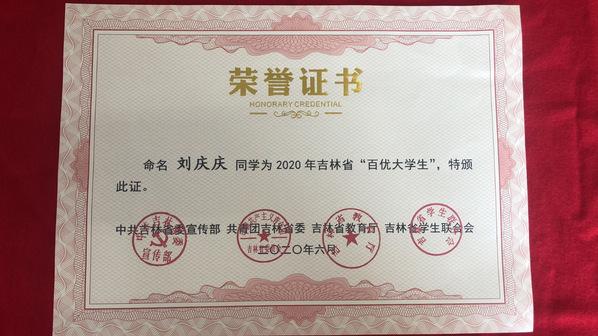 荣誉证书
HONORARY CREDENTIAL
命名 刘庆庆 同学为 2020 年吉林省“百优大学生”，特颁
此证。
中共吉林省委宣传部 共青团吉林省委 吉林省教育厅 吉林省学生联合会
二〇二〇年六月